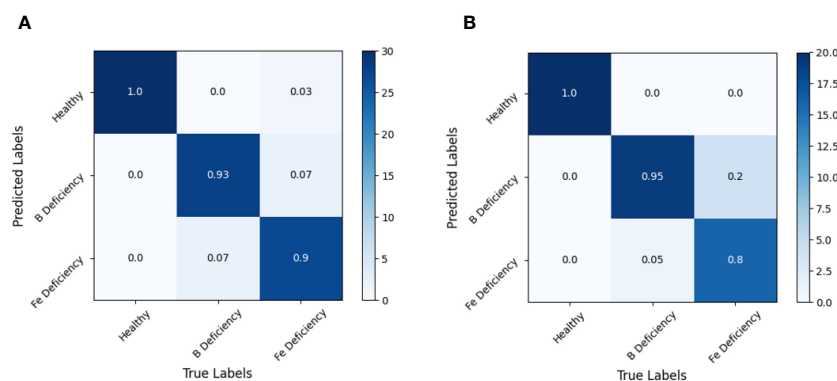 A
Predicted Labels
Healthy
B Deficiency
Fe Deficiency
1.0 0.0 0.03
0.0 0.93 0.07
0.0 0.07 0.9
Healthy
B Deficiency
Fe Deficiency
True Labels
30
25
20
15
10
5
0
B
Predicted Labels
Healthy
B Deficiency
Fe Deficiency
1.0 0.0 0.0
0.0 0.95 0.2
0.0 0.05 0.8
Healthy
B Deficiency
Fe Deficiency
True Labels
20.0
17.5
15.0
12.5
10.0
7.5
5.0
2.5
0.0